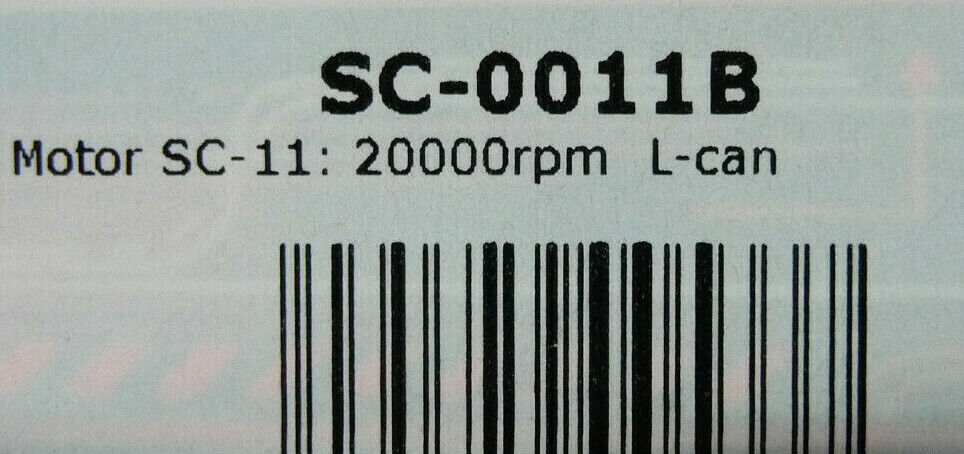 SC-0011B
Motor SC-11: 20000rpm L-can